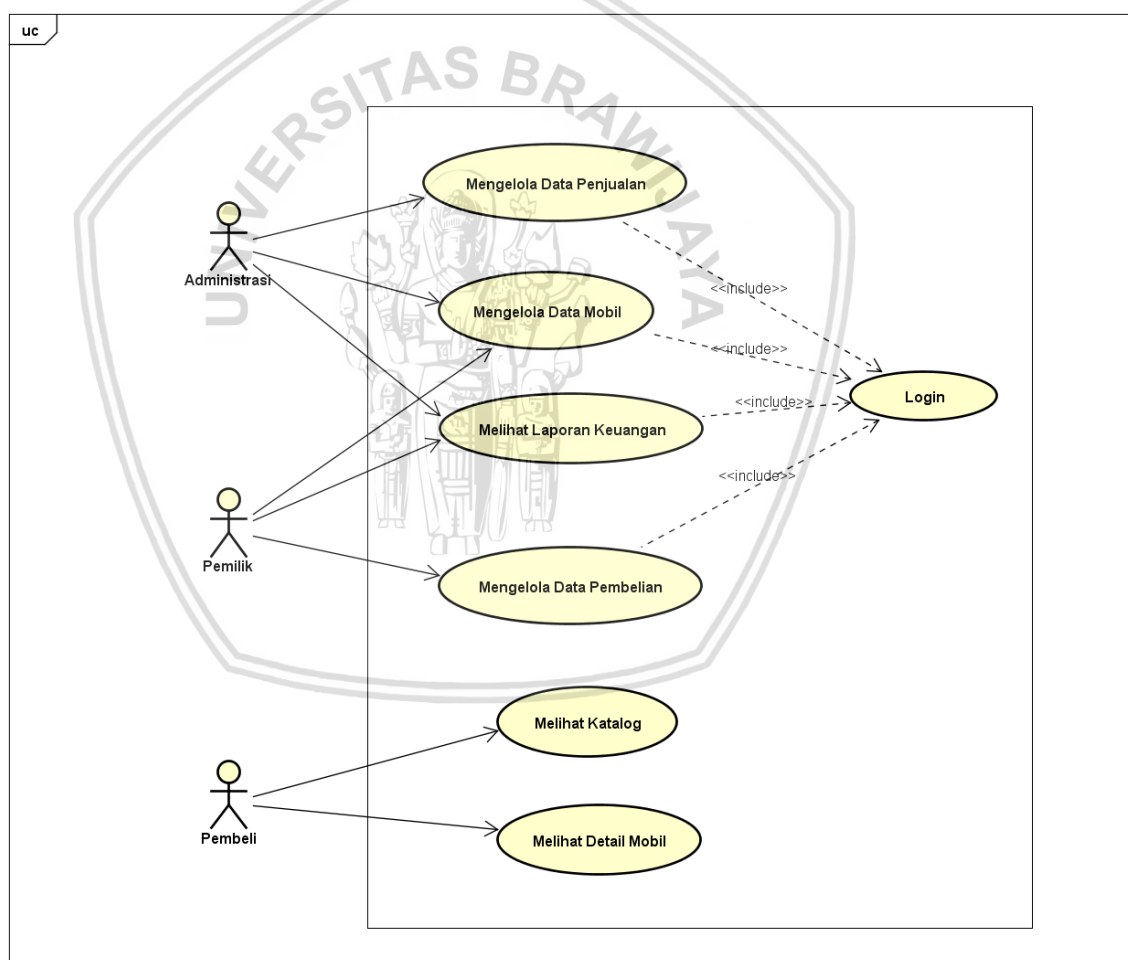 uc
UNIVERSITAS BRAWIJAYA
Mengelola Data Penjualan
Administrasi
<<include>>
Mengelola Data Mobil
<<include>>
Login
<<include>>
Melihat Laporan Keuangan
<<include>>
Pemilik
Mengelola Data Pembelian
Melihat Katalog
Pembeli
Melihat Detail Mobil